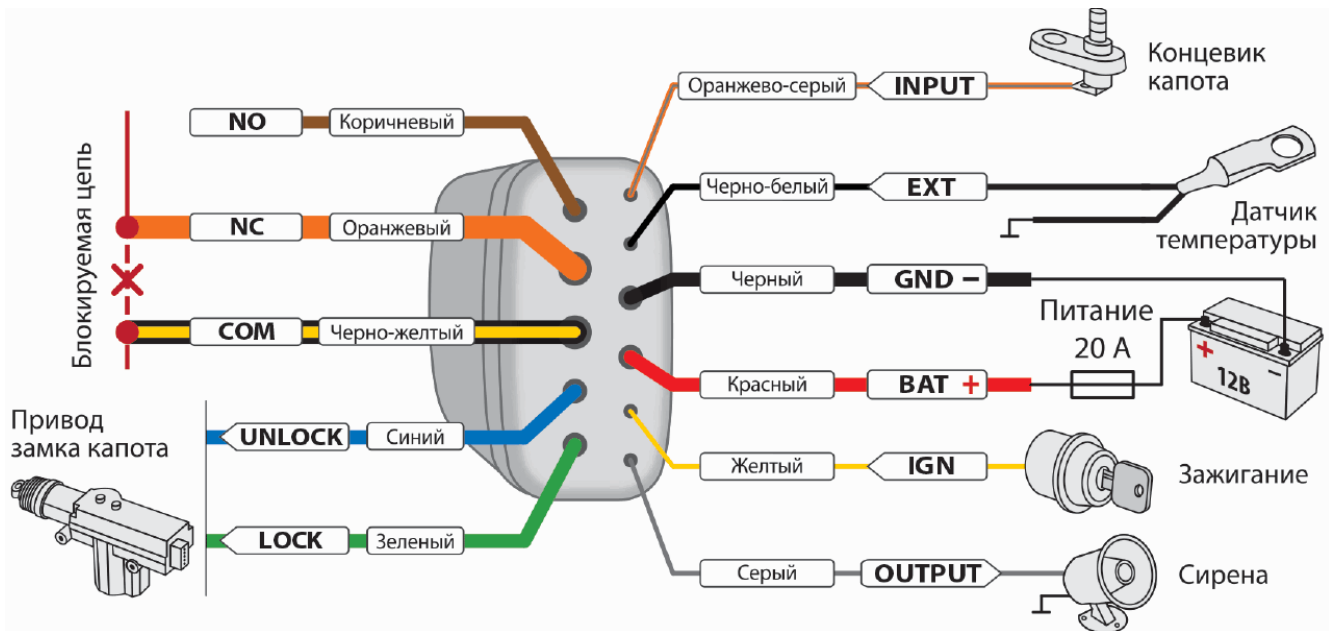 Блокируемая цепь
NO Коричневый
NC Оранжевый
COM Черно-желтый
Привод
замка капота
UNLOCK Синий
LOCK Зеленый
Оранжево-серый INPUT
Концевик
капота
Черно-белый EXT
Датчик
температуры
Черный GND −
Питание
20 А
Красный BAT +
+ −
12В
Желтый IGN
Зажигание
Серый OUTPUT
Сирена